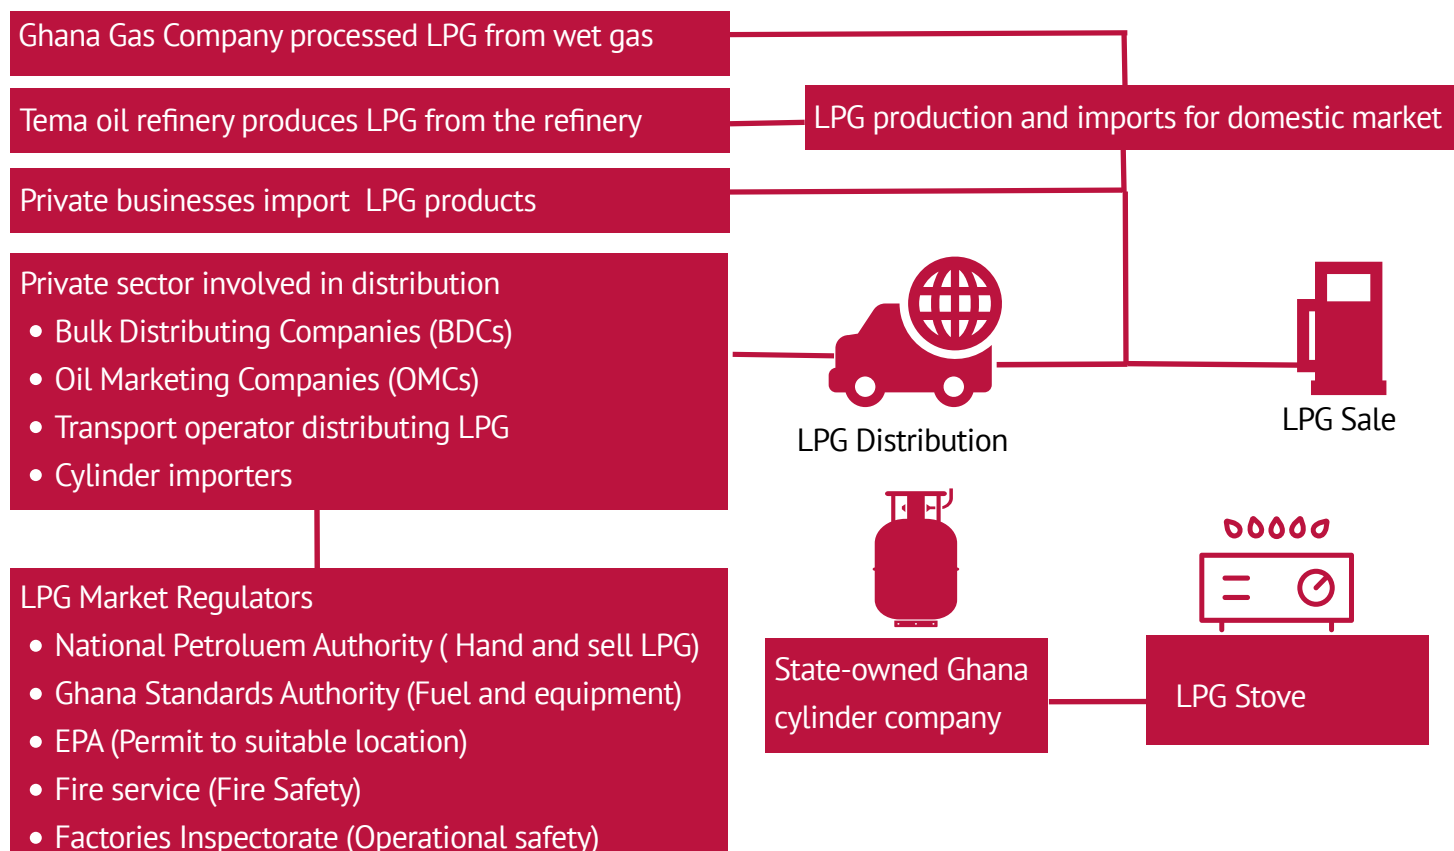 Ghana Gas Company processed LPG from wet gas
Tema oil refinery produces LPG from the refinery
LPG production and imports for domestic market
Private businesses import LPG products
Private sector involved in distribution
• Bulk Distributing Companies (BDCs)
• Oil Marketing Companies (OMCs)
• Transport operator distributing LPG
• Cylinder importers
LPG Distribution
LPG Sale
LPG Market Regulators
• National Petroluem Authority ( Hand and sell LPG)
• Ghana Standards Authority (Fuel and equipment)
• EPA (Permit to suitable location)
• Fire service (Fire Safety)
• Factories Inspectorate (Operational safety)
State-owned Ghana
cylinder company
LPG Stove